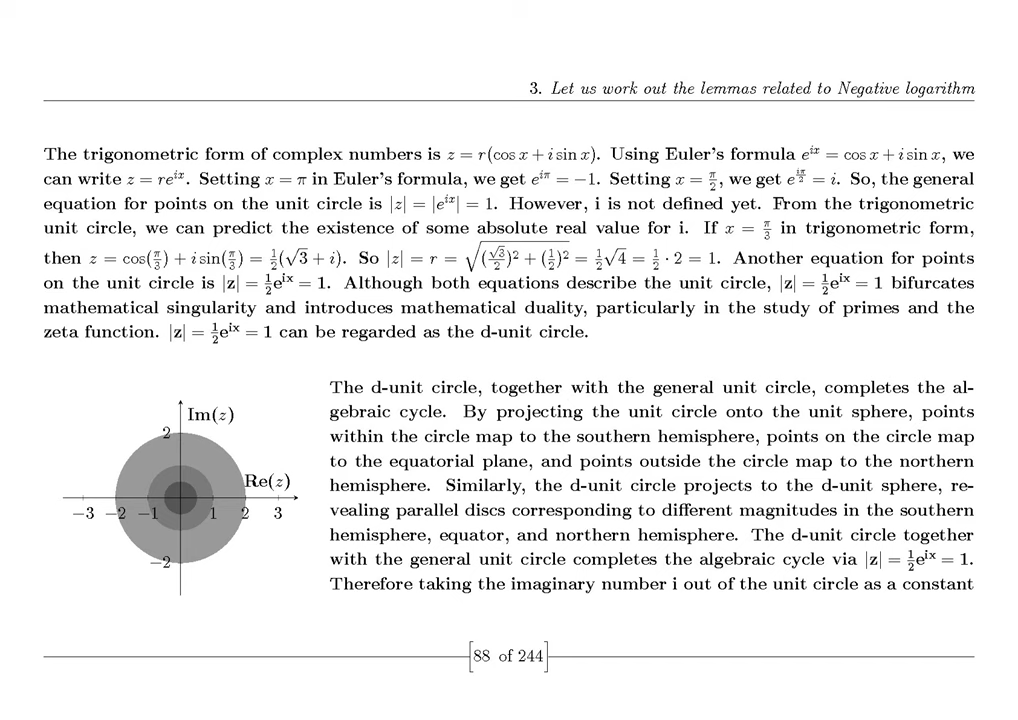 3. Let us work out the lemmas related to Negative logarithm
The trigonometric form of complex numbers is z = r(cos x + i sin x). Using Euler's formula e^{ix} = cos x + i sin x, we
can write z = re^{ix}. Setting x = π in Euler's formula, we get e^{iπ} = −1. Setting x = π/2, we get e^{iπ/2} = i. So, the general
equation for points on the unit circle is |z| = |e^{ix}| = 1. However, i is not defined yet. From the trigonometric
unit circle, we can predict the existence of some absolute real value for i. If x = π/3 in trigonometric form,
then z = cos(π/3) + i sin(π/3) = 1/2(√3 + i). So |z| = r = √((√3/2)² + (1/2)²) = 1/2√4 = 1/2 · 2 = 1. Another equation for points
on the unit circle is |z| = 1/2e^{ix} = 1. Although both equations describe the unit circle, |z| = 1/2e^{ix} = 1 bifurcates
mathematical singularity and introduces mathematical duality, particularly in the study of primes and the
zeta function. |z| = 1/2e^{ix} = 1 can be regarded as the d-unit circle.
Im(z)
2
Re(z)
−3 −2 −1 1 2 3
−2
The d-unit circle, together with the general unit circle, completes the al-
gebraic cycle. By projecting the unit circle onto the unit sphere, points
within the circle map to the southern hemisphere, points on the circle map
to the equatorial plane, and points outside the circle map to the northern
hemisphere. Similarly, the d-unit circle projects to the d-unit sphere, re-
vealing parallel discs corresponding to different magnitudes in the southern
hemisphere, equator, and northern hemisphere. The d-unit circle together
with the general unit circle completes the algebraic cycle via |z| = 1/2e^{ix} = 1.
Therefore taking the imaginary number i out of the unit circle as a constant
88 of 244